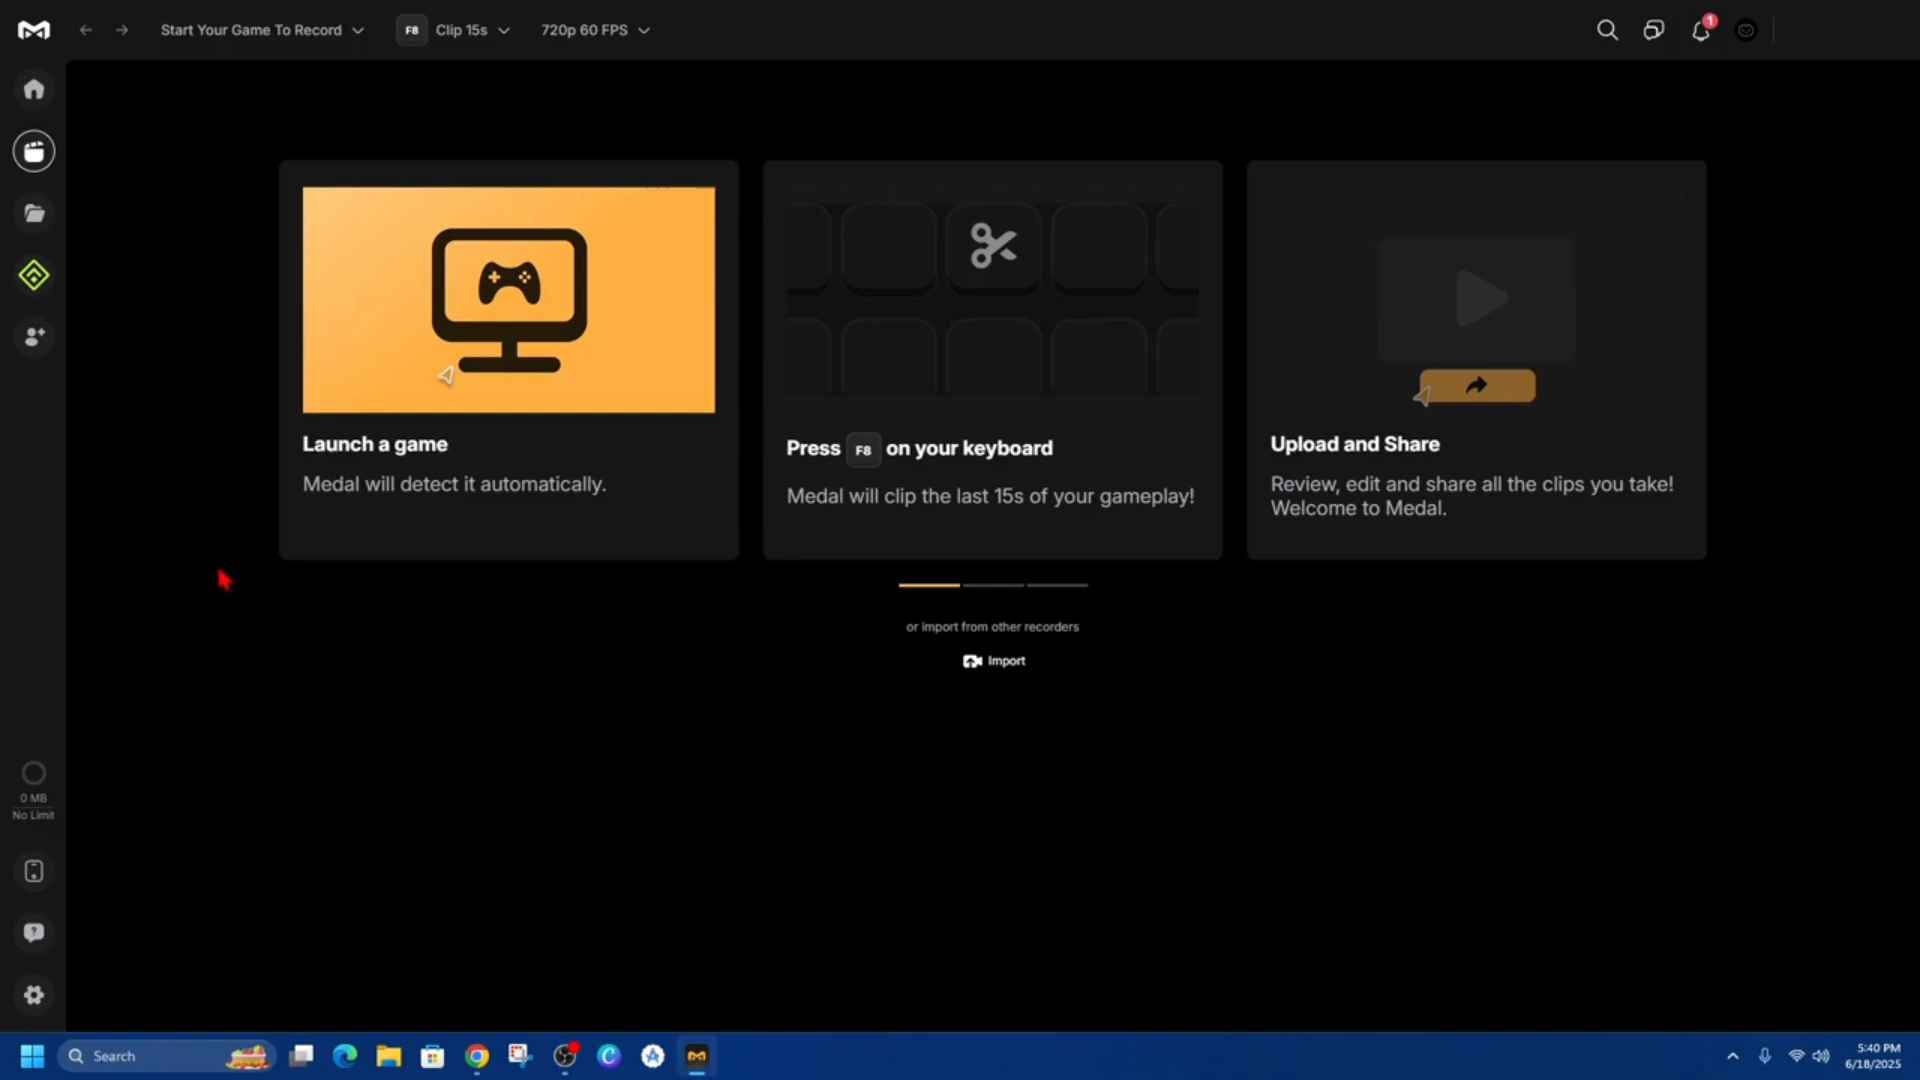 Start Your Game To Record
F8 Clip 15s
720p 60 FPS
1
Launch a game
Medal will detect it automatically.
Press F8 on your keyboard
Medal will clip the last 15s of your gameplay!
Upload and Share
Review, edit and share all the clips you take!
Welcome to Medal.
or import from other recorders
Import
0 MB
No Limit
Search
5:40 PM
6/18/2025